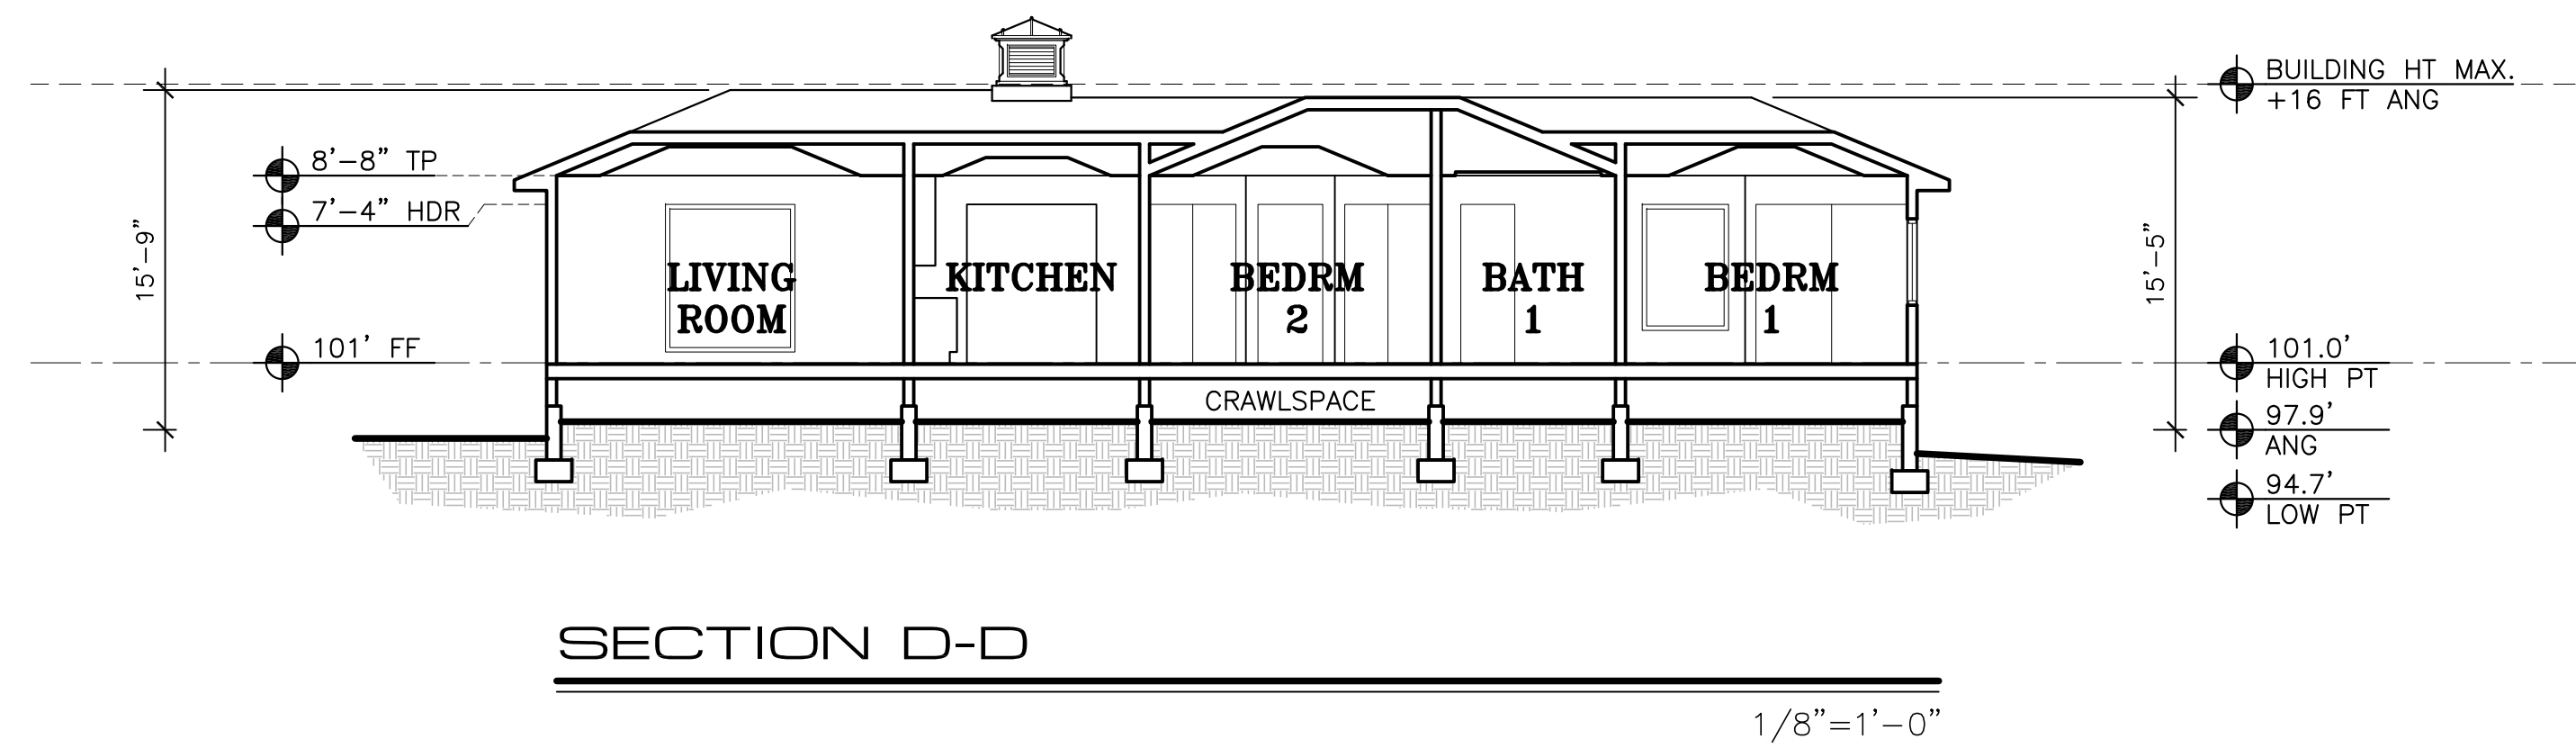 BUILDING HT MAX.
+16 FT ANG
8'-8" TP
7'-4" HDR
15'-9"
15'-5"
LIVING
ROOM
KITCHEN
BEDRM
2
BATH
1
BEDRM
1
101' FF
101.0'
HIGH PT
CRAWLSPACE
97.9'
ANG
94.7'
LOW PT
SECTION D-D
1/8"=1'-0"